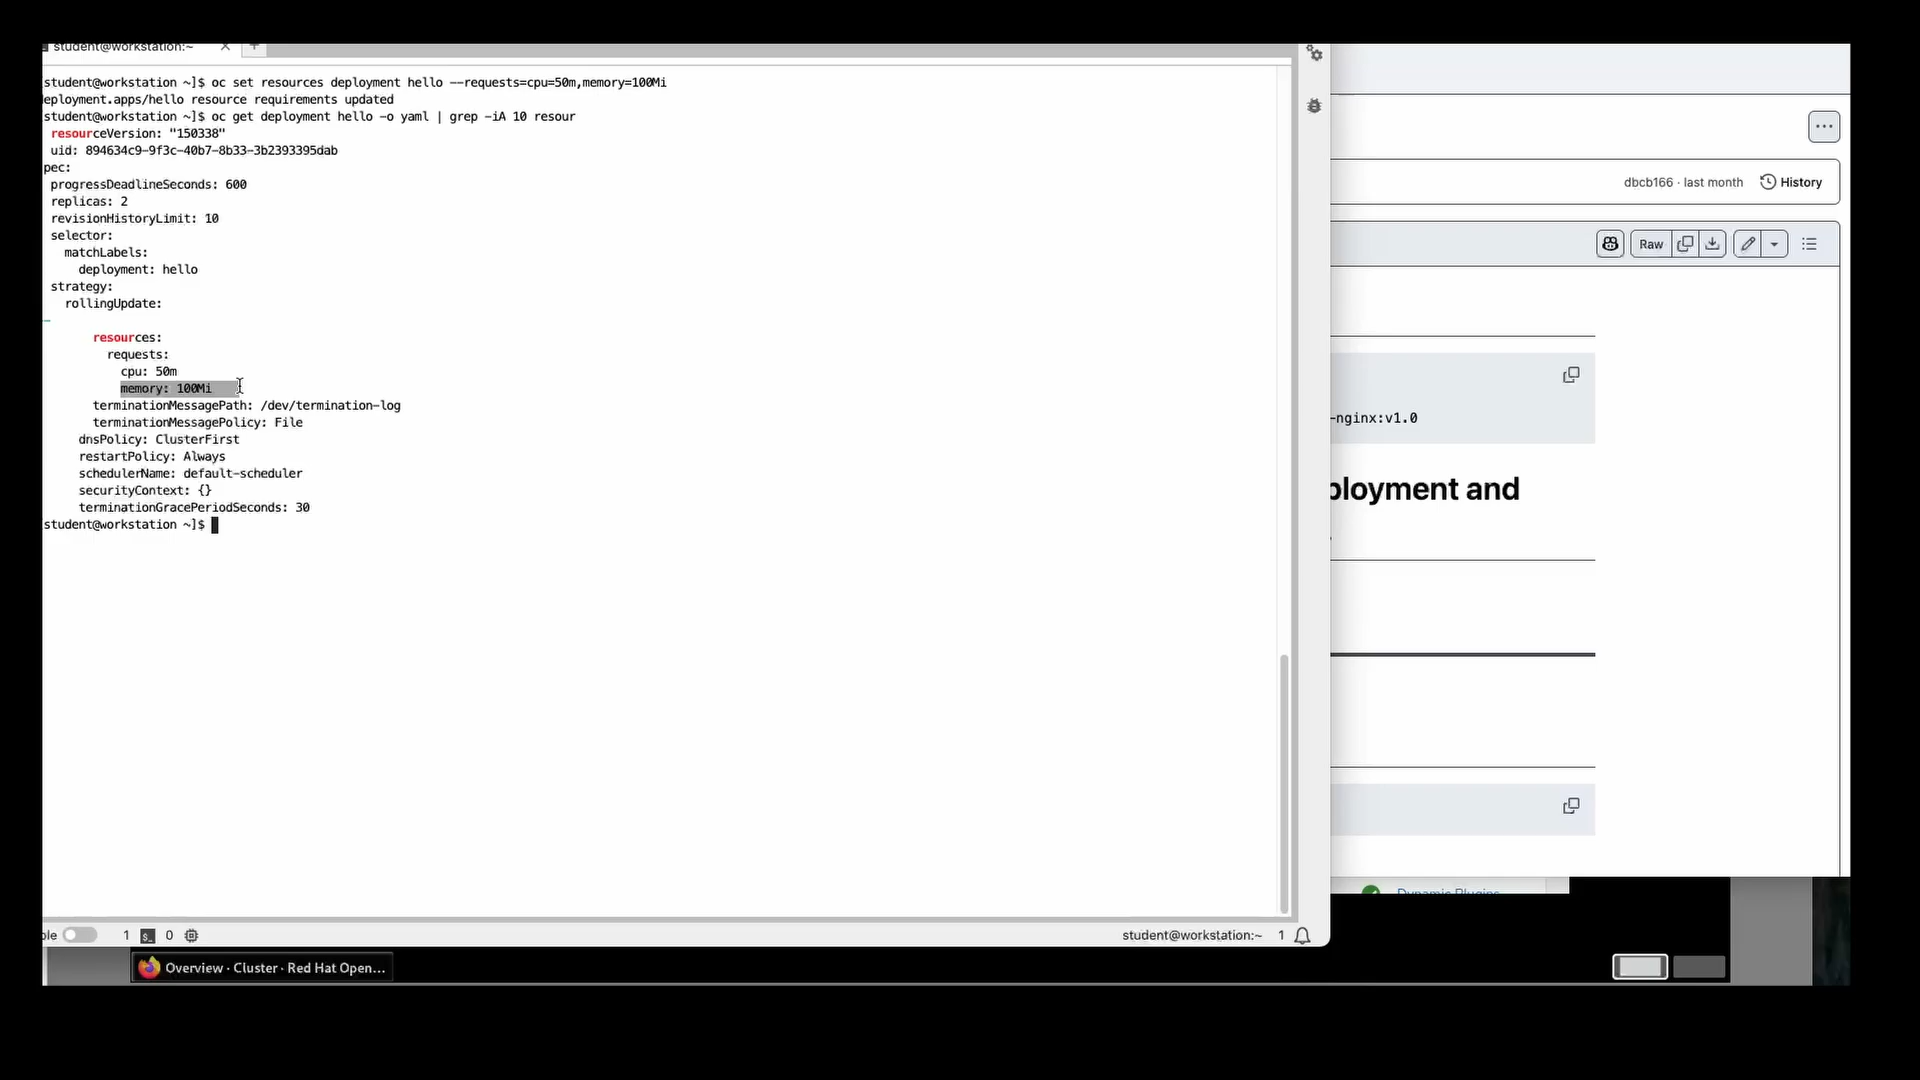 student@workstation:~ × +
student@workstation ~]$ oc set resources deployment hello --requests=cpu=50m,memory=100Mi
eployment.apps/hello resource requirements updated
student@workstation ~]$ oc get deployment hello -o yaml | grep -iA 10 resour
resourceVersion: "150338"
uid: 894634c9-9f3c-40b7-8b33-3b2393395dab
pec:
progressDeadlineSeconds: 600
replicas: 2
revisionHistoryLimit: 10
selector:
matchLabels:
deployment: hello
strategy:
rollingUpdate:
resources:
requests:
cpu: 50m
memory: 100Mi
terminationMessagePath: /dev/termination-log
terminationMessagePolicy: File
dnsPolicy: ClusterFirst
restartPolicy: Always
schedulerName: default-scheduler
securityContext: {}
terminationGracePeriodSeconds: 30
student@workstation ~]$
ble 1 0
student@workstation:~ 1
Overview · Cluster · Red Hat Open...
dbcb166 · last month History
Raw
-nginx:v1.0
ployment and
Dynamic Plugins